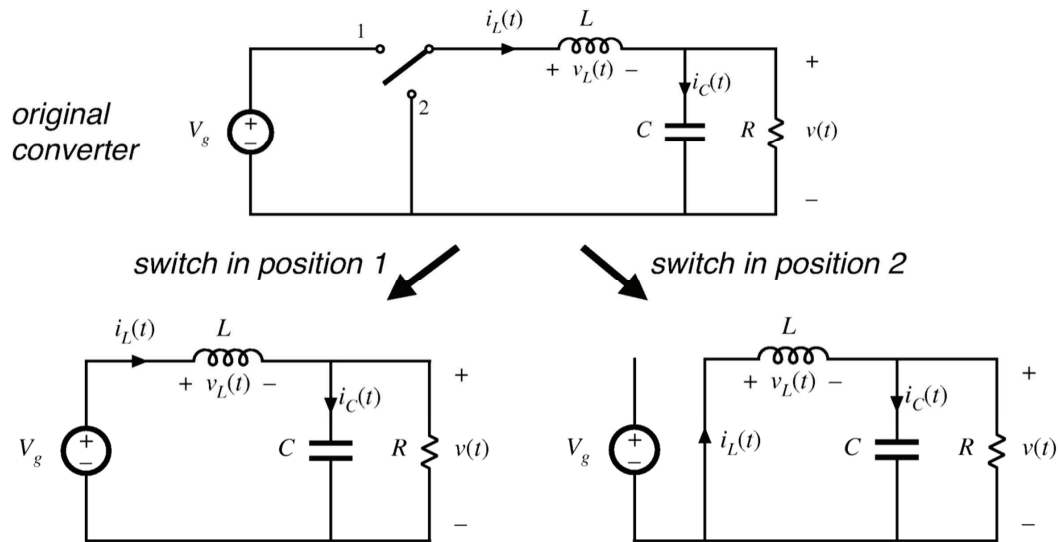 original
converter
V_g
+
−
1
2
i_L(t)
L
+ v_L(t) −
i_C(t)
C
R
+
v(t)
−
switch in position 1
switch in position 2
i_L(t)
L
+ v_L(t) −
V_g
+
−
i_C(t)
C
R
+
v(t)
−
V_g
+
−
i_L(t)
L
+ v_L(t) −
i_C(t)
C
R
+
v(t)
−